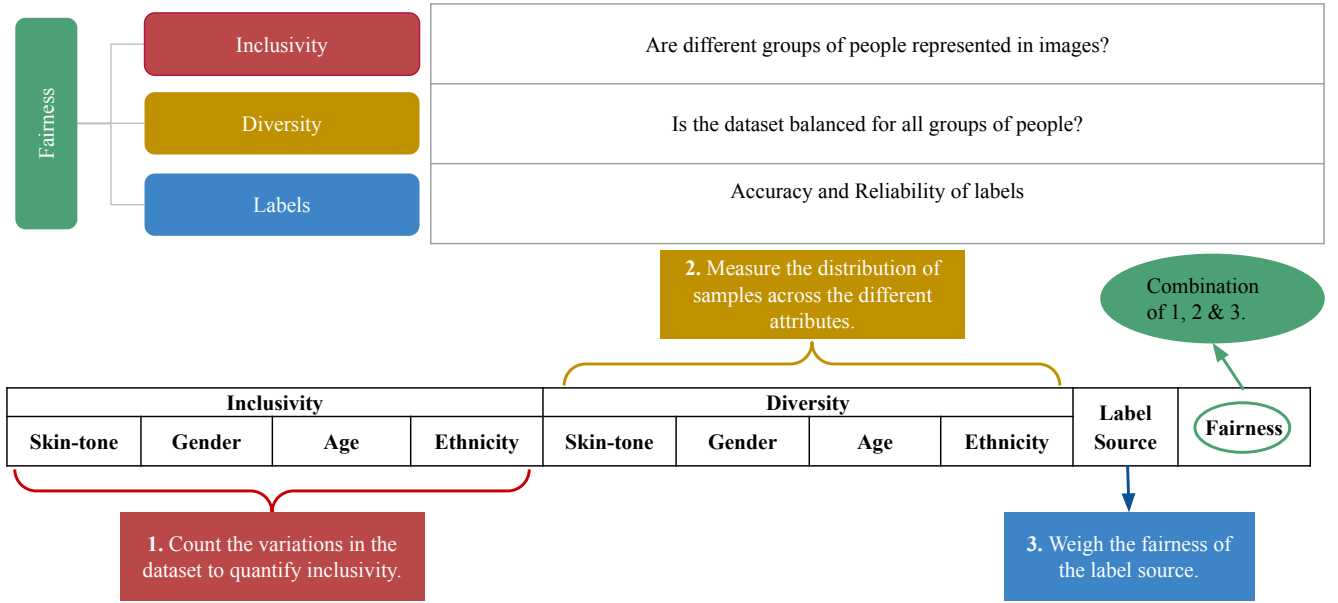 Fairness
Inclusivity
Are different groups of people represented in images?
Diversity
Is the dataset balanced for all groups of people?
Labels
Accuracy and Reliability of labels
2. Measure the distribution of
samples across the different
attributes.
Combination
of 1, 2 & 3.
Inclusivity
Diversity
Label
Source
Fairness
Skin-tone
Gender
Age
Ethnicity
Skin-tone
Gender
Age
Ethnicity
1. Count the variations in the
dataset to quantify inclusivity.
3. Weigh the fairness of
the label source.